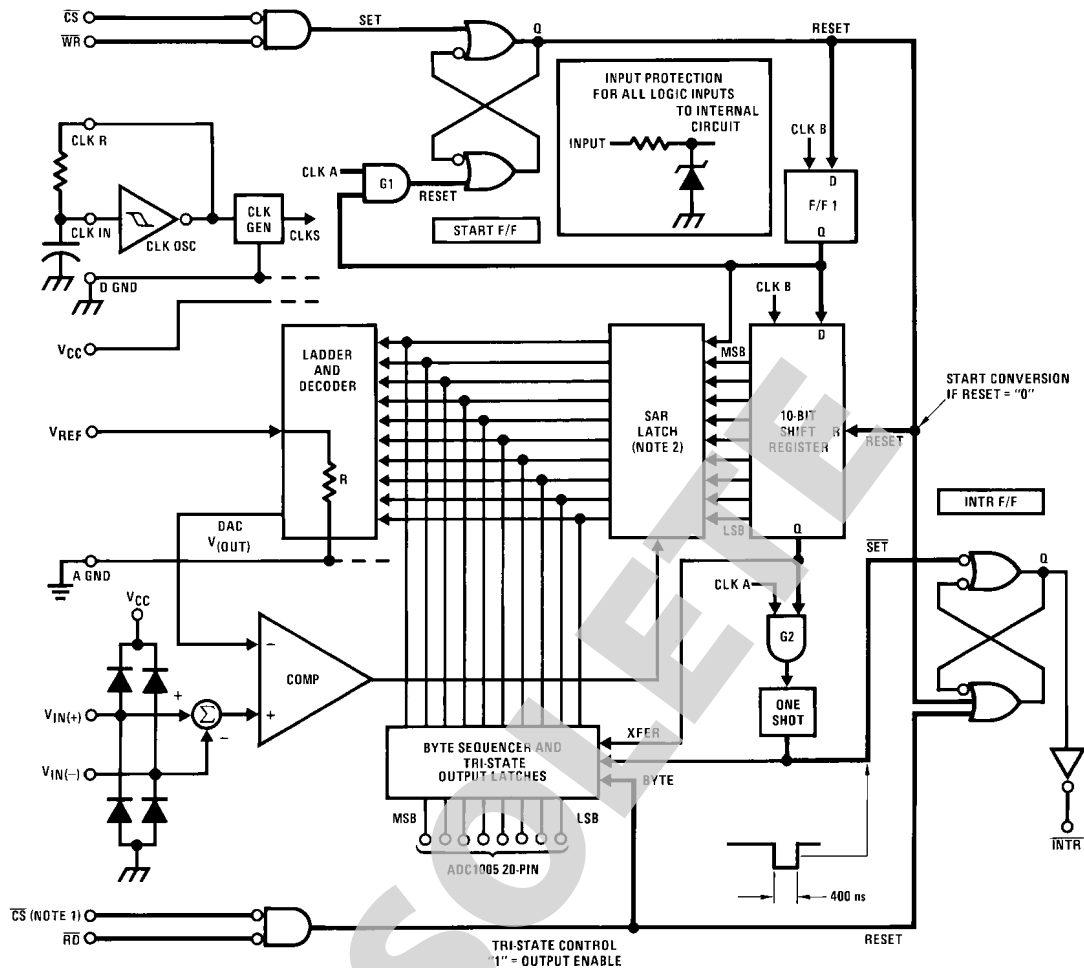 CS
WR
SET
Q
RESET
INPUT PROTECTION
FOR ALL LOGIC INPUTS
TO INTERNAL
CIRCUIT
INPUT
CLK R
CLK IN
CLK OSC
CLK
GEN
CLKS
D GND
CLK A
G1
RESET
START F/F
CLK B
D
F/F 1
Q
VCC
LADDER
AND
DECODER
R
SAR
LATCH
(NOTE 2)
MSB
LSB
CLK B
D
10-BIT
SHIFT
REGISTER
R
Q
RESET
START CONVERSION
IF RESET = "0"
VREF
DAC
V(OUT)
A GND
INTR F/F
SET
Q
CLK A
G2
ONE
SHOT
VCC
VIN(+)
VIN(-)
+
-
Σ
-
+
COMP
BYTE SEQUENCER AND
TRI-STATE
OUTPUT LATCHES
XFER
BYTE
MSB
LSB
ADC1005 20-PIN
400 ns
INTR
CS (NOTE 1)
RD
TRI-STATE CONTROL
"1" = OUTPUT ENABLE
RESET
SOLETE